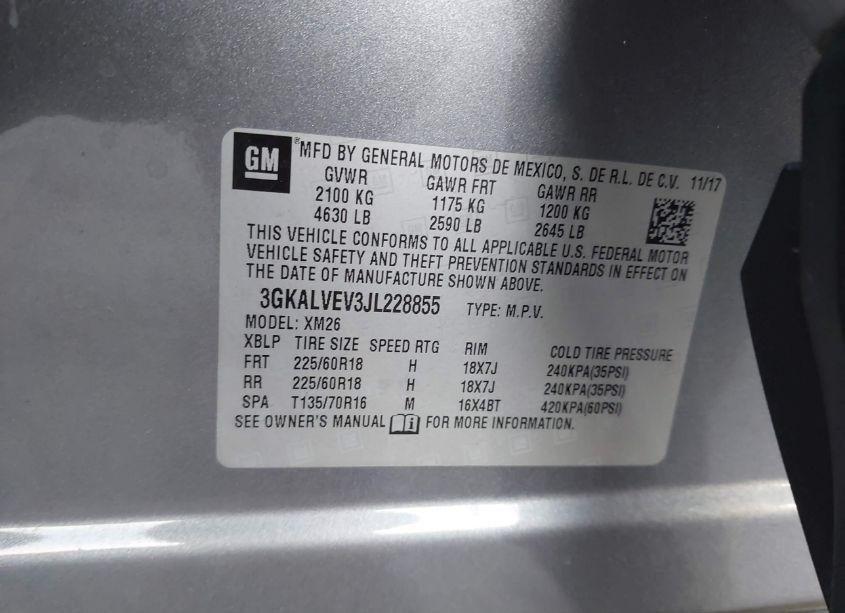 GM ® MFD BY GENERAL MOTORS DE MEXICO, S. DE R.L. DE C.V. 11/17
GVWR GAWR FRT GAWR RR
2100 KG 1175 KG 1200 KG
4630 LB 2590 LB 2645 LB
THIS VEHICLE CONFORMS TO ALL APPLICABLE U.S. FEDERAL MOTOR
VEHICLE SAFETY AND THEFT PREVENTION STANDARDS IN EFFECT ON
THE DATE OF MANUFACTURE SHOWN ABOVE.
3GKALVEV3JL228855 TYPE: M.P.V.
MODEL: XM26
XBLP TIRE SIZE SPEED RTG RIM COLD TIRE PRESSURE
FRT 225/60R18 H 18X7J 240KPA(35PSI)
RR 225/60R18 H 18X7J 240KPA(35PSI)
SPA T135/70R16 M 16X4BT 420KPA(60PSI)
SEE OWNER'S MANUAL i FOR MORE INFORMATION.